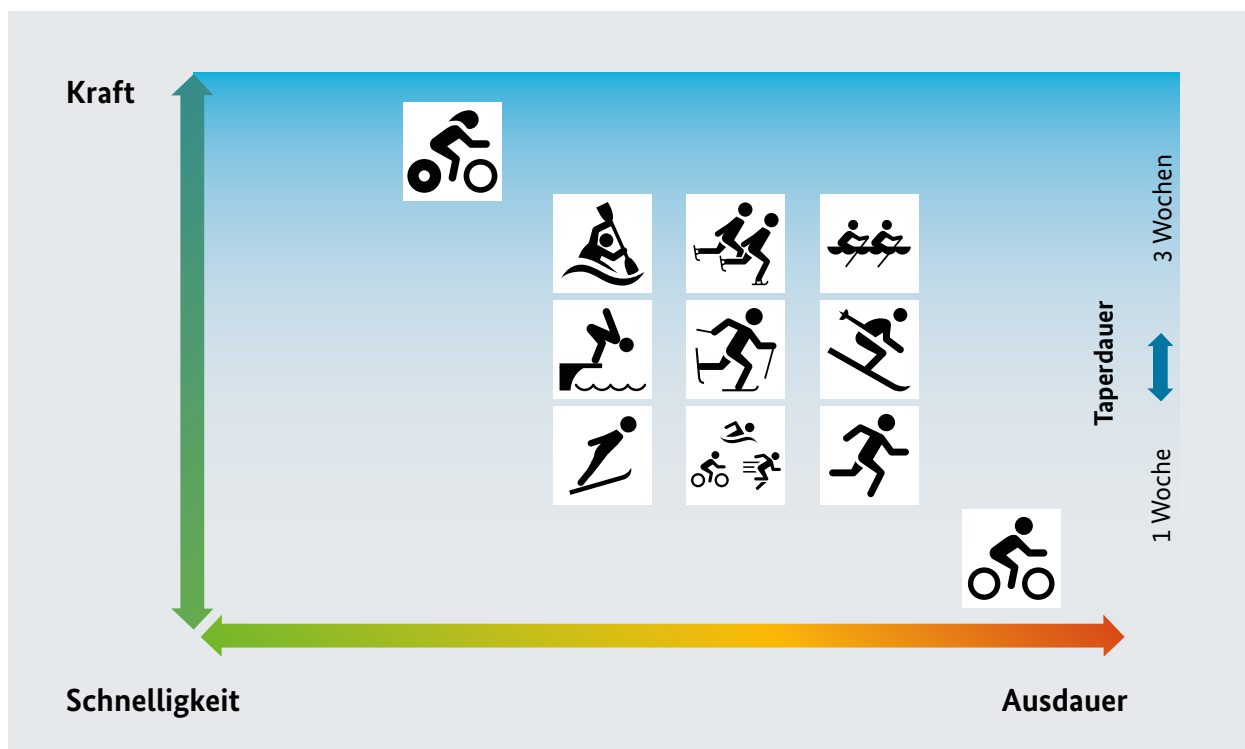 Kraft
3 Wochen
Taperdauer
1 Woche
Schnelligkeit
Ausdauer